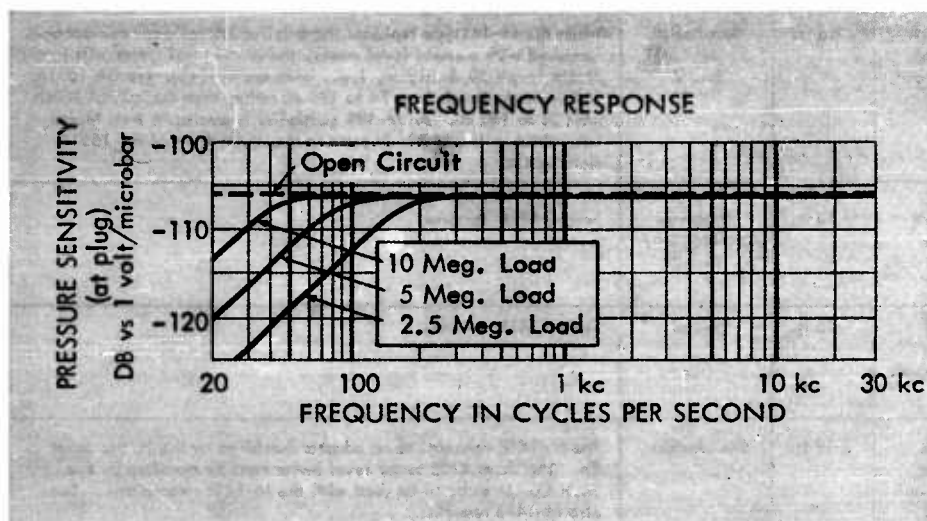 FREQUENCY RESPONSE
PRESSURE SENSITIVITY
(at plug)
DB vs 1 volt/microbar
-100
-110
-120
Open Circuit
10 Meg. Load
5 Meg. Load
2.5 Meg. Load
20
100
1 kc
10 kc
30 kc
FREQUENCY IN CYCLES PER SECOND